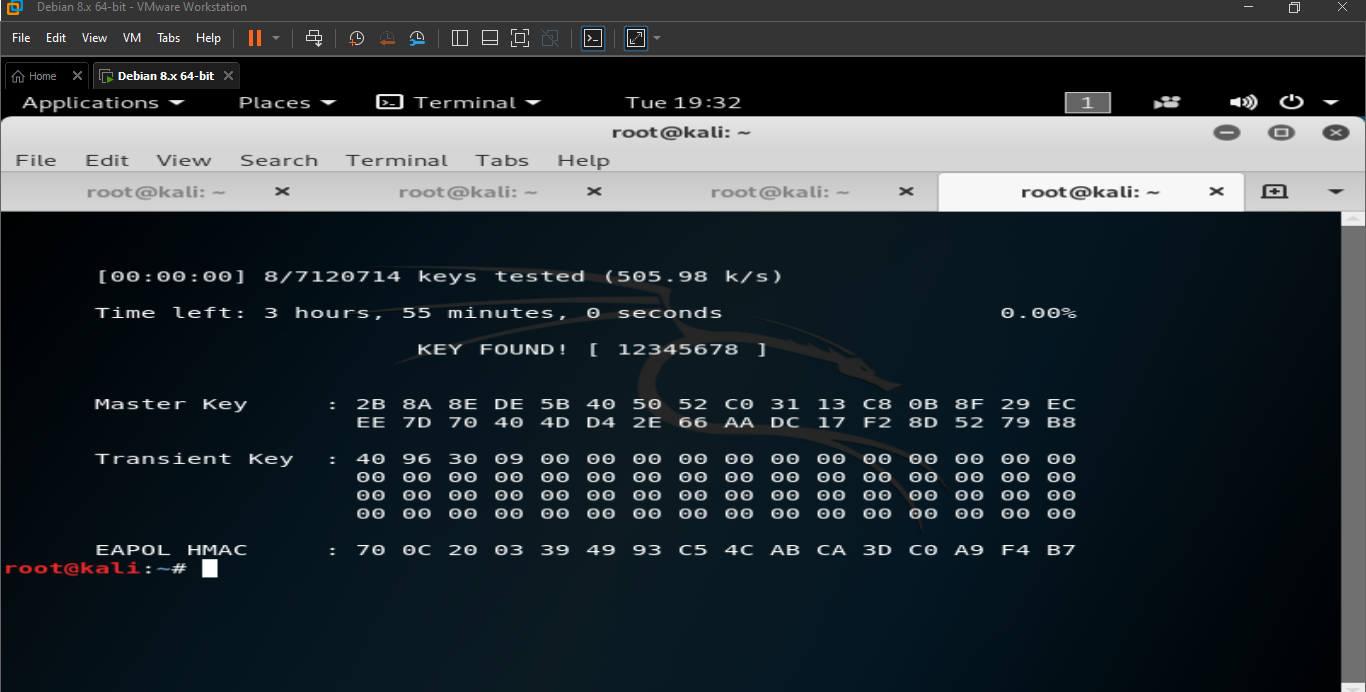 Debian 8.x 64-bit - VMware Workstation
File Edit View VM Tabs Help
Home Debian 8.x 64-bit
Applications Places Terminal Tue 19:32 1
root@kali: ~
File Edit View Search Terminal Tabs Help
root@kali: ~ root@kali: ~ root@kali: ~ root@kali: ~
[00:00:00] 8/7120714 keys tested (505.98 k/s)
Time left: 3 hours, 55 minutes, 0 seconds 0.00%
KEY FOUND! [ 12345678 ]
Master Key : 2B 8A 8E DE 5B 40 50 52 C0 31 13 C8 0B 8F 29 EC
EE 7D 70 40 4D D4 2E 66 AA DC 17 F2 8D 52 79 B8
Transient Key : 40 96 30 09 00 00 00 00 00 00 00 00 00 00 00 00
00 00 00 00 00 00 00 00 00 00 00 00 00 00 00 00
00 00 00 00 00 00 00 00 00 00 00 00 00 00 00 00
00 00 00 00 00 00 00 00 00 00 00 00 00 00 00 00
EAPOL HMAC : 70 0C 20 03 39 49 93 C5 4C AB CA 3D C0 A9 F4 B7
root@kali:~#